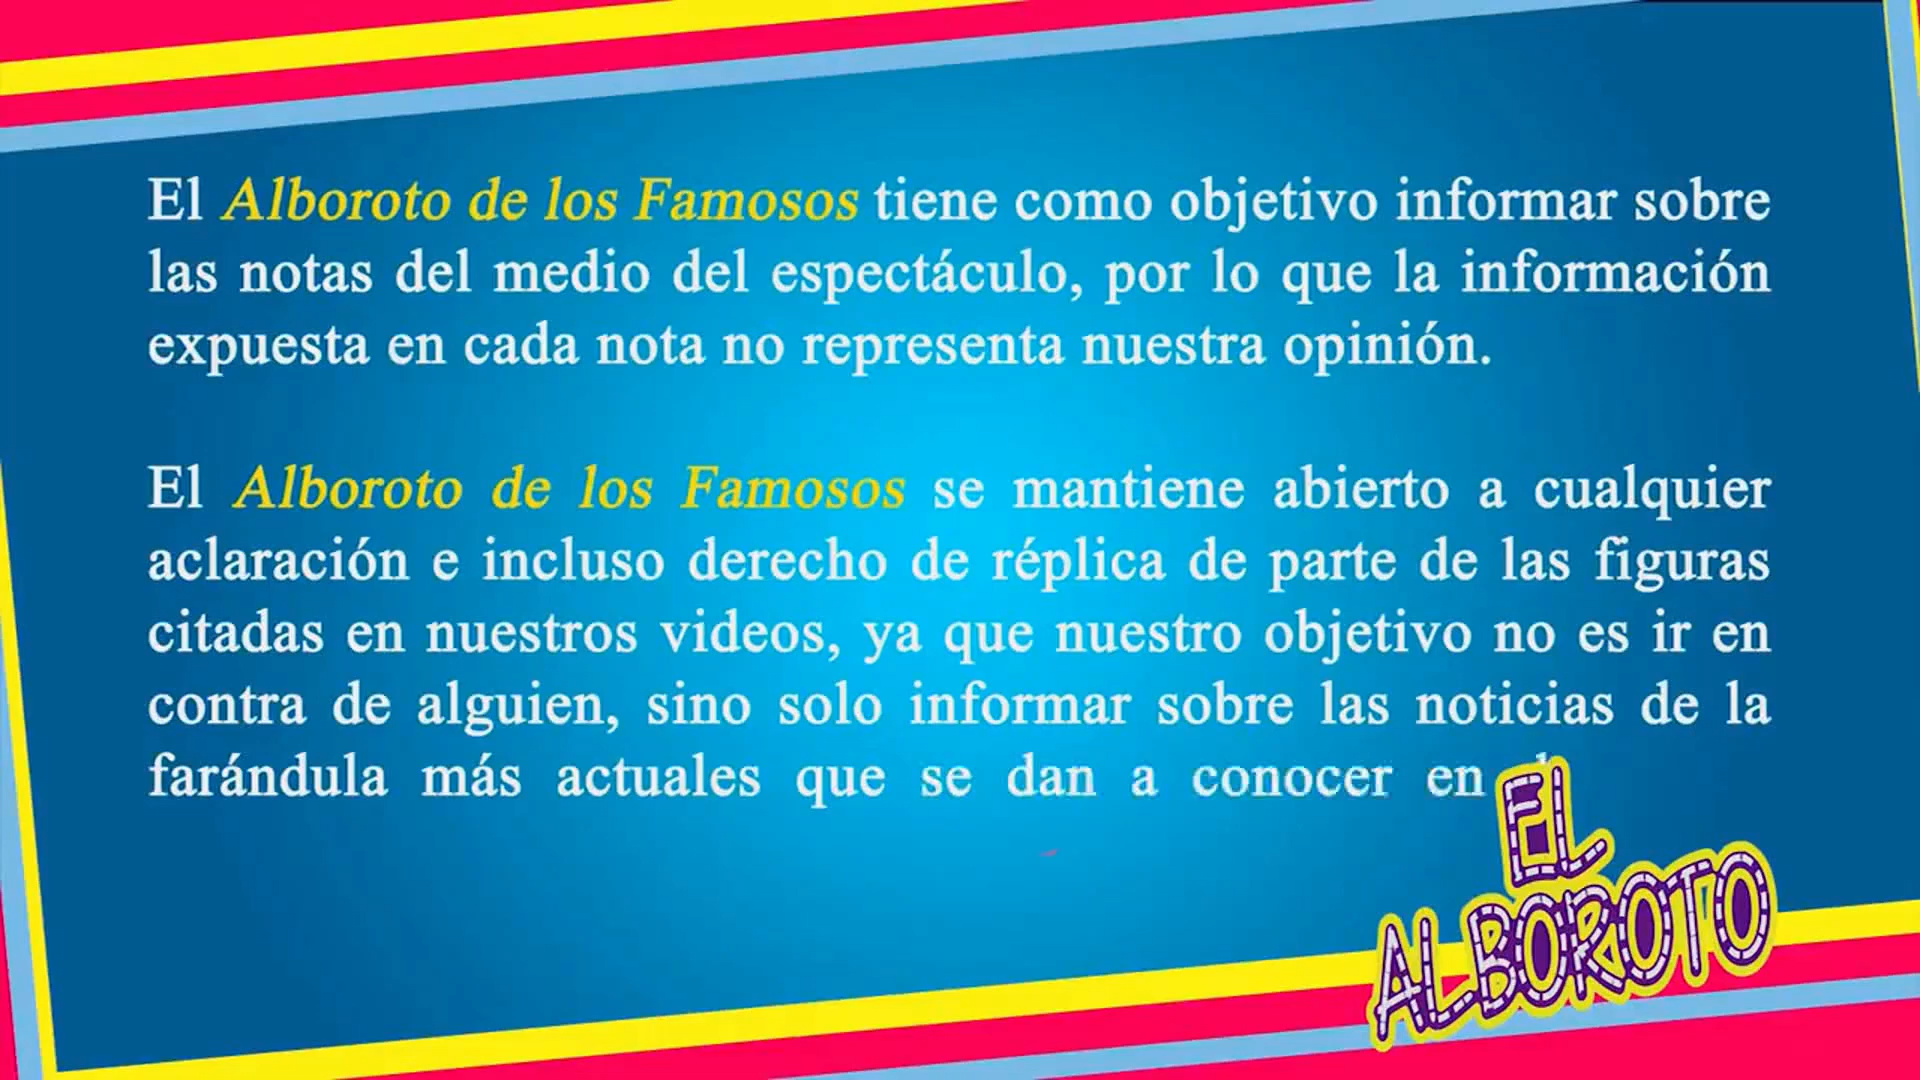 El Alboroto de los Famosos tiene como objetivo informar sobre
las notas del medio del espectáculo, por lo que la información
expuesta en cada nota no representa nuestra opinión.
El Alboroto de los Famosos se mantiene abierto a cualquier
aclaración e incluso derecho de réplica de parte de las figuras
citadas en nuestros videos, ya que nuestro objetivo no es ir en
contra de alguien, sino solo informar sobre las noticias de la
farándula más actuales que se dan a conocer en
EL
ALBOROTO